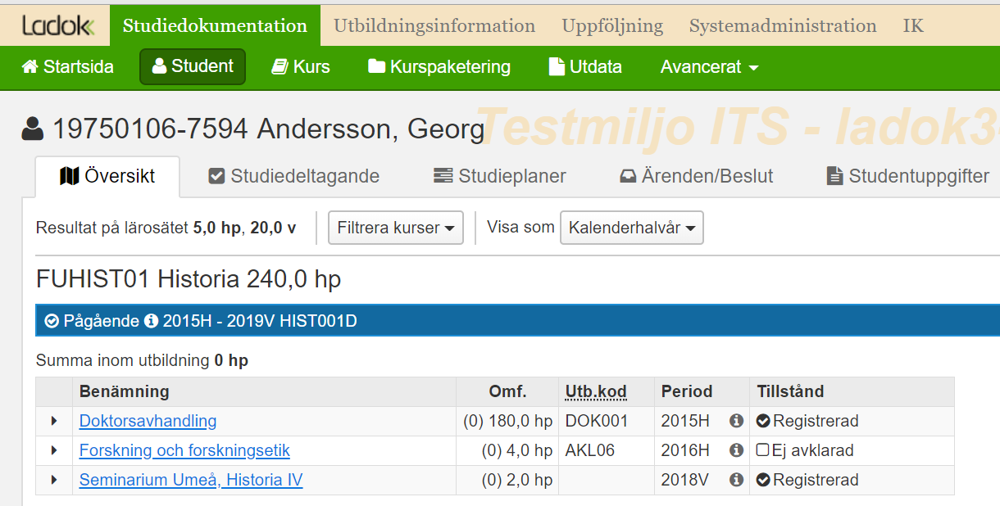 Ladok Studiedokumentation Utbildningsinformation Uppföljning Systemadministration IK
Startsida Student Kurs Kurspaketering Utdata Avancerat
Testmiljo ITS - ladok3
19750106-7594 Andersson, Georg
Översikt Studiedeltagande Studieplaner Ärenden/Beslut Studentuppgifter
Resultat på lärosätet 5,0 hp, 20,0 v Filtrera kurser Visa som Kalenderhalvår
FUHIST01 Historia 240,0 hp
Pågående 2015H - 2019V HIST001D
Summa inom utbildning 0 hp
Benämning Omf. Utb.kod Period Tillstånd
Doktorsavhandling (0) 180,0 hp DOK001 2015H Registrerad
Forskning och forskningsetik (0) 4,0 hp AKL06 2016H Ej avklarad
Seminarium Umeå, Historia IV (0) 2,0 hp 2018V Registrerad